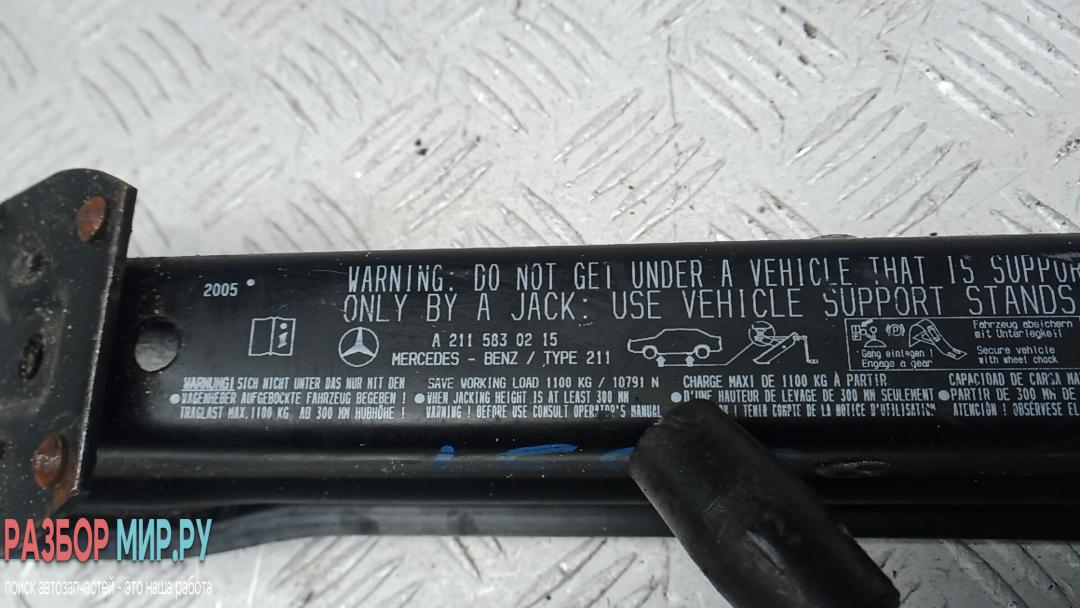 WARNING: DO NOT GET UNDER A VEHICLE THAT IS SUPPOR
ONLY BY A JACK: USE VEHICLE SUPPORT STANDS
2005
A 211 583 02 15
MERCEDES - BENZ / TYPE 211
Fahrzeug absichern
mit Unterlegkeil
Gang einlegen !
Engage a gear
Secure vehicle
with wheel chock
WARNUNG! SICH NICHT UNTER DAS NUR MIT DEM
WAGENHEBER AUFGEBOCKTE FAHRZEUG BEGEBEN !
TRAGLAST MAX. 1100 KG. AB 300 MM HUBHÖHE !
SAVE WORKING LOAD 1100 KG / 10791 N
WHEN JACKING HEIGHT IS AT LEAST 300 MM
WARNING ! BEFORE USE CONSULT OPERATOR'S MANUAL
CHARGE MAXI DE 1100 KG À PARTIR
D'UNE HAUTEUR DE LEVAGE DE 300 MM SEULEMENT
! TENIR COMPTE DE LA NOTICE D'UTILISATION
CAPACIDAD DE CARGA MA
PARTIR DE 300 MM DE
ATENCIÓN ! OBSÉRVESE EL
РАЗБОР МИР.РУ
поиск автозапчастей - это наша работа